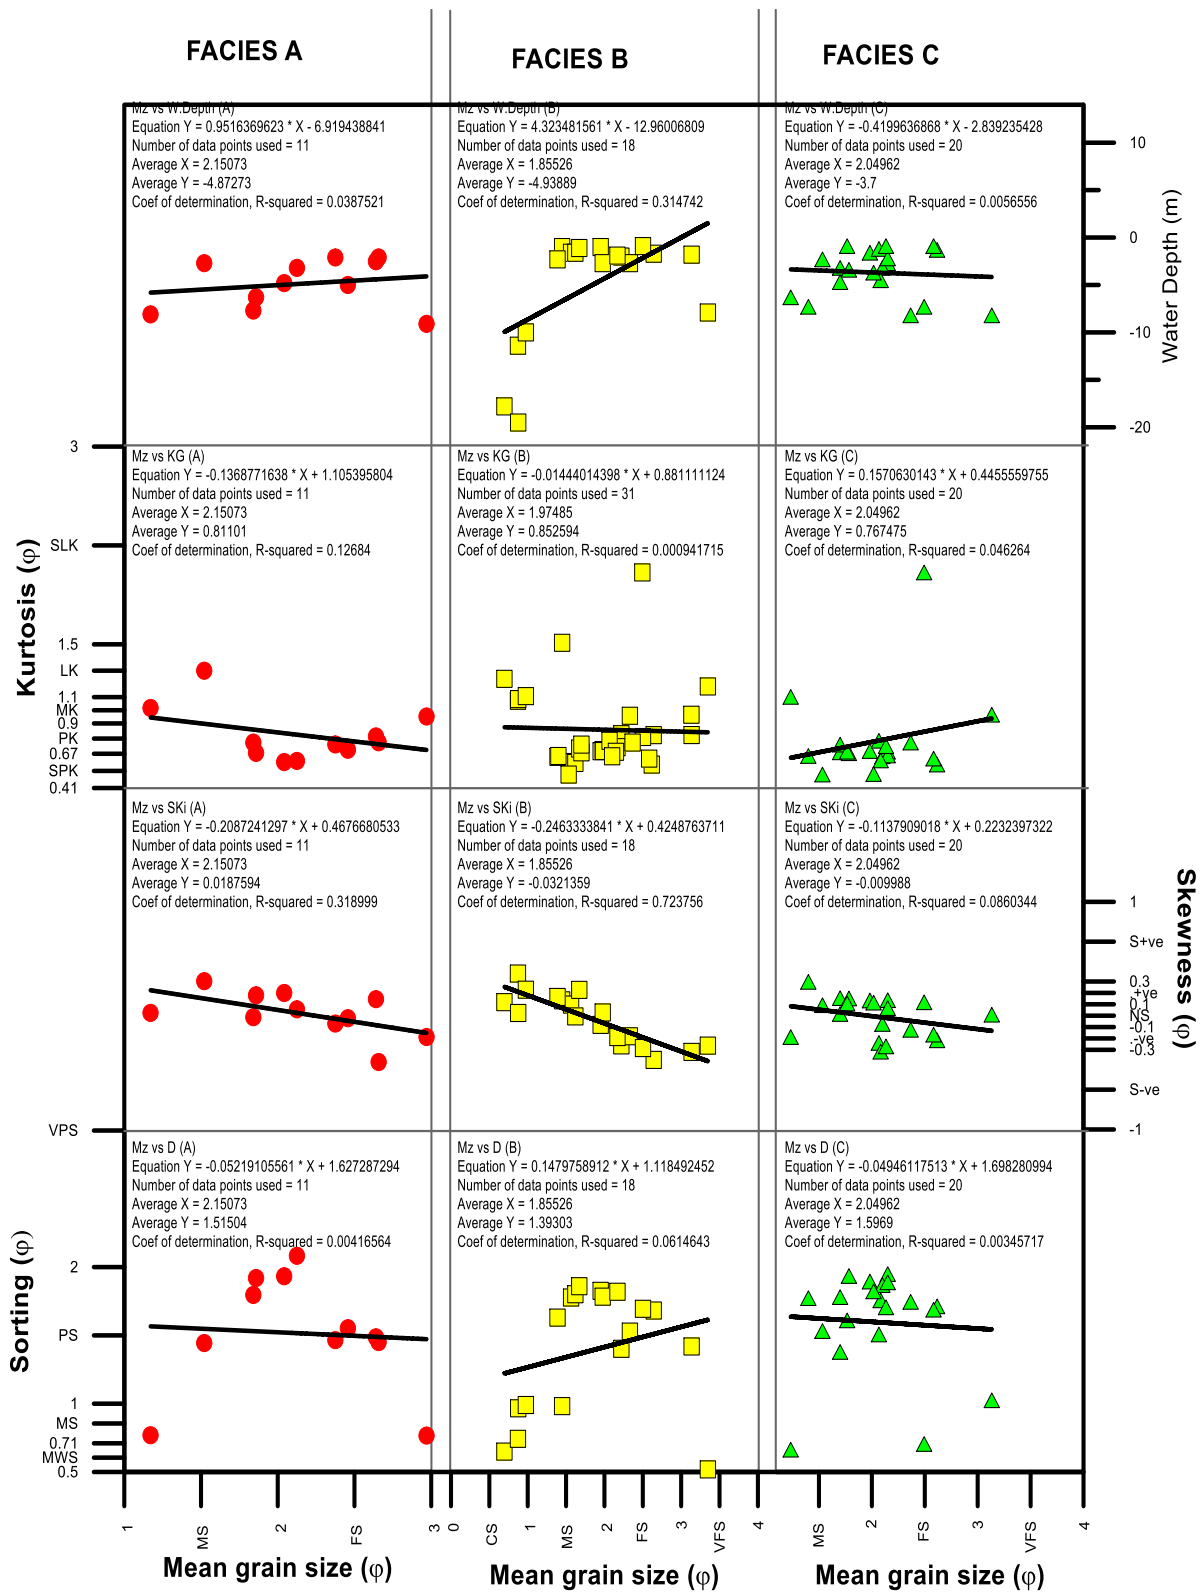 FACIES A
FACIES B
FACIES C
Mz vs W.Depth (A)
Equation Y = 0.9516369623 * X - 6.919438841
Number of data points used = 11
Average X = 2.15073
Average Y = -4.87273
Coef of determination, R-squared = 0.0387521
Mz vs W.Depth (B)
Equation Y = 4.323481561 * X - 12.96006809
Number of data points used = 18
Average X = 1.85526
Average Y = -4.93889
Coef of determination, R-squared = 0.314742
Mz vs W.Depth (C)
Equation Y = -0.4199636868 * X - 2.839235428
Number of data points used = 20
Average X = 2.04962
Average Y = -3.7
Coef of determination, R-squared = 0.0056556
10
0
-10
-20
Water Depth (m)
Mz vs KG (A)
Equation Y = -0.1368771638 * X + 1.105395804
Number of data points used = 11
Average X = 2.15073
Average Y = 0.81101
Coef of determination, R-squared = 0.12684
Mz vs KG (B)
Equation Y = -0.01444014398 * X + 0.881111124
Number of data points used = 31
Average X = 1.97485
Average Y = 0.852594
Coef of determination, R-squared = 0.000941715
Mz vs KG (C)
Equation Y = 0.1570630143 * X + 0.4455559755
Number of data points used = 20
Average X = 2.04962
Average Y = 0.767475
Coef of determination, R-squared = 0.046264
Kurtosis (φ)
3
SLK
1.5
LK
1.1
MK
0.9
PK
0.67
SPK
0.41
Mz vs SKi (A)
Equation Y = -0.2087241297 * X + 0.4676680533
Number of data points used = 11
Average X = 2.15073
Average Y = 0.0187594
Coef of determination, R-squared = 0.318999
Mz vs SKi (B)
Equation Y = -0.2463333841 * X + 0.4248763711
Number of data points used = 18
Average X = 1.85526
Average Y = -0.0321359
Coef of determination, R-squared = 0.723756
Mz vs SKi (C)
Equation Y = -0.1137909018 * X + 0.2232397322
Number of data points used = 20
Average X = 2.04962
Average Y = -0.009988
Coef of determination, R-squared = 0.0860344
1
S+ve
0.3
+ve
0.1
NS
-0.1
-ve
-0.3
S-ve
-1
Skewness (φ)
Mz vs D (A)
Equation Y = -0.05219105561 * X + 1.627287294
Number of data points used = 11
Average X = 2.15073
Average Y = 1.51504
Coef of determination, R-squared = 0.00416564
Mz vs D (B)
Equation Y = 0.1479758912 * X + 1.118492452
Number of data points used = 18
Average X = 1.85526
Average Y = 1.39303
Coef of determination, R-squared = 0.0614643
Mz vs D (C)
Equation Y = -0.04946117513 * X + 1.698280994
Number of data points used = 20
Average X = 2.04962
Average Y = 1.5969
Coef of determination, R-squared = 0.00345717
Sorting (φ)
VPS
2
PS
1
MS
0.71
MWS
0.5
1 MS 2 FS 3
0 CS 1 MS 2 FS 3 VFS 4
MS 2 FS 3 VFS 4
Mean grain size (φ)
Mean grain size (φ)
Mean grain size (φ)